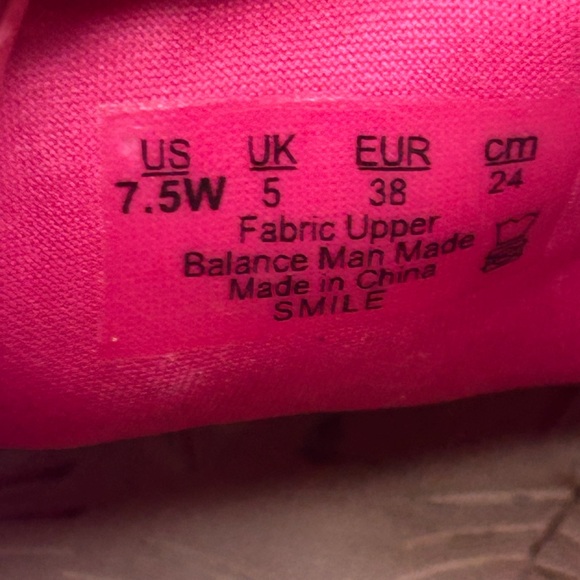 US UK EUR cm
7.5W 5 38 24
Fabric Upper
Balance Man Made
Made in China
SMILE